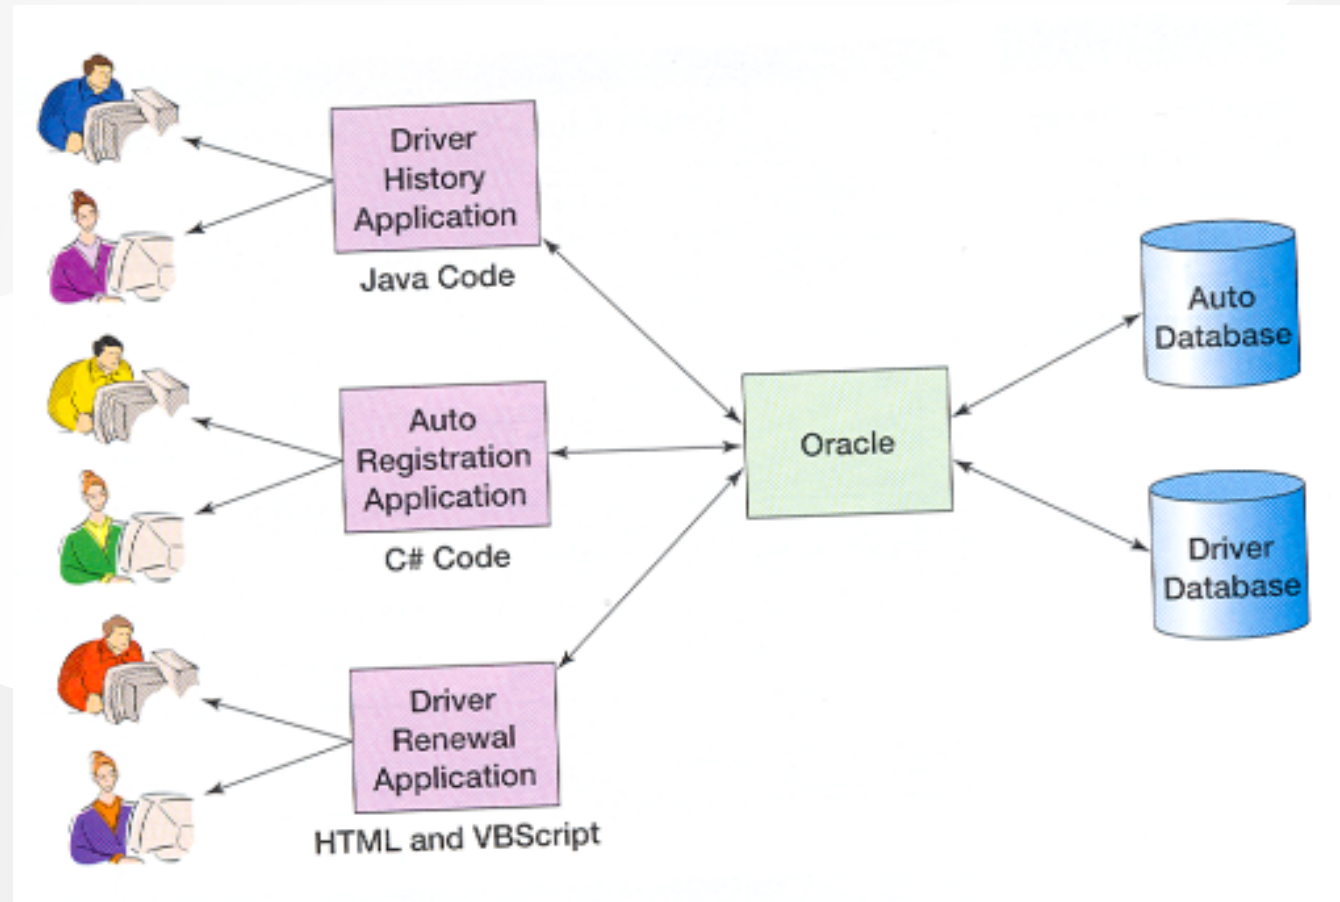 Driver
History
Application
Java Code
Auto
Registration
Application
C# Code
Driver
Renewal
Application
HTML and VBScript
Oracle
Auto
Database
Driver
Database